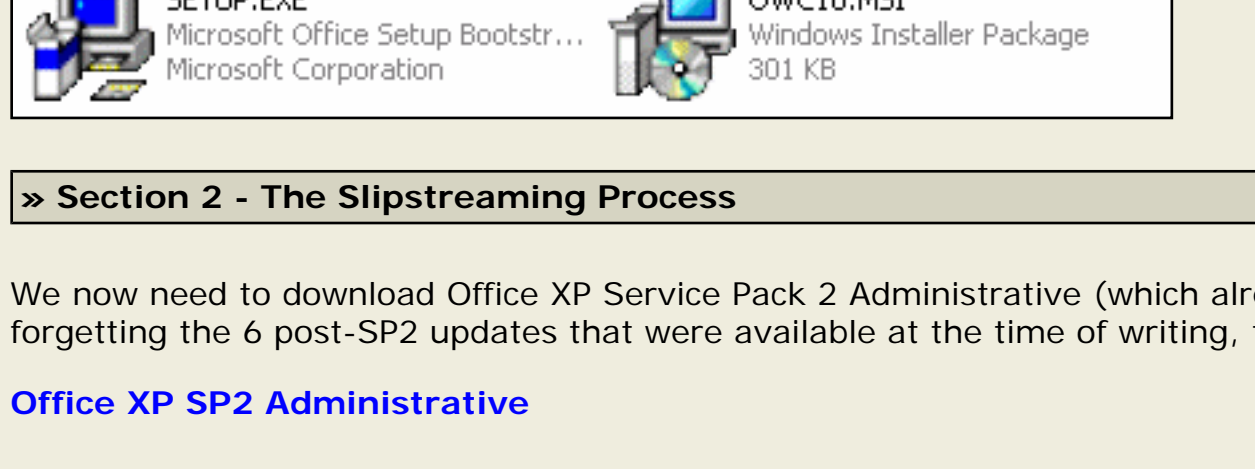 SETUP.EXE
Microsoft Office Setup Bootstr...
Microsoft Corporation
OWC10.MSI
Windows Installer Package
301 KB
» Section 2 - The Slipstreaming Process
We now need to download Office XP Service Pack 2 Administrative (which alr
forgetting the 6 post-SP2 updates that were available at the time of writing,
Office XP SP2 Administrative